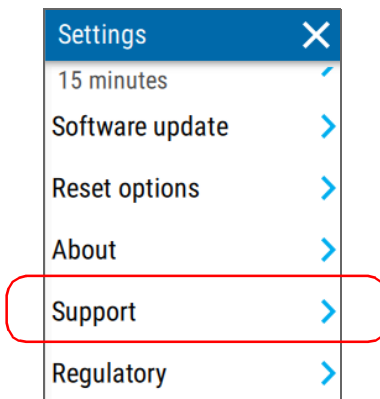 Settings
15 minutes
Software update
Reset options
About
Support
Regulatory